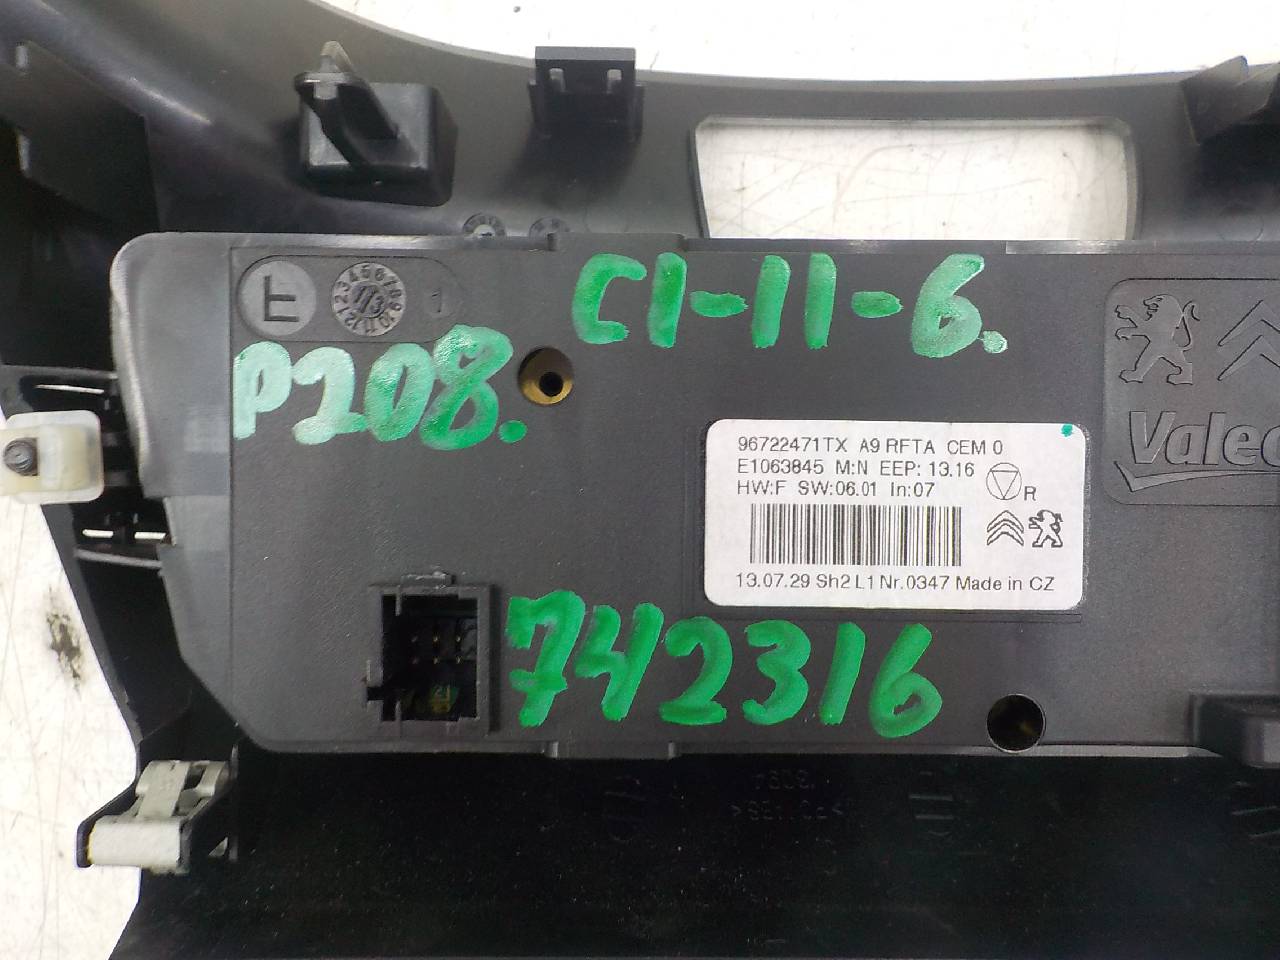 C1-11-6.
P208.
96722471TX A9 RFTA CEM 0
E1063845 M:N EEP: 13.16
HW:F SW:06.01 In:07
R
13.07.29 Sh2 L1 Nr.0347 Made in CZ
742316